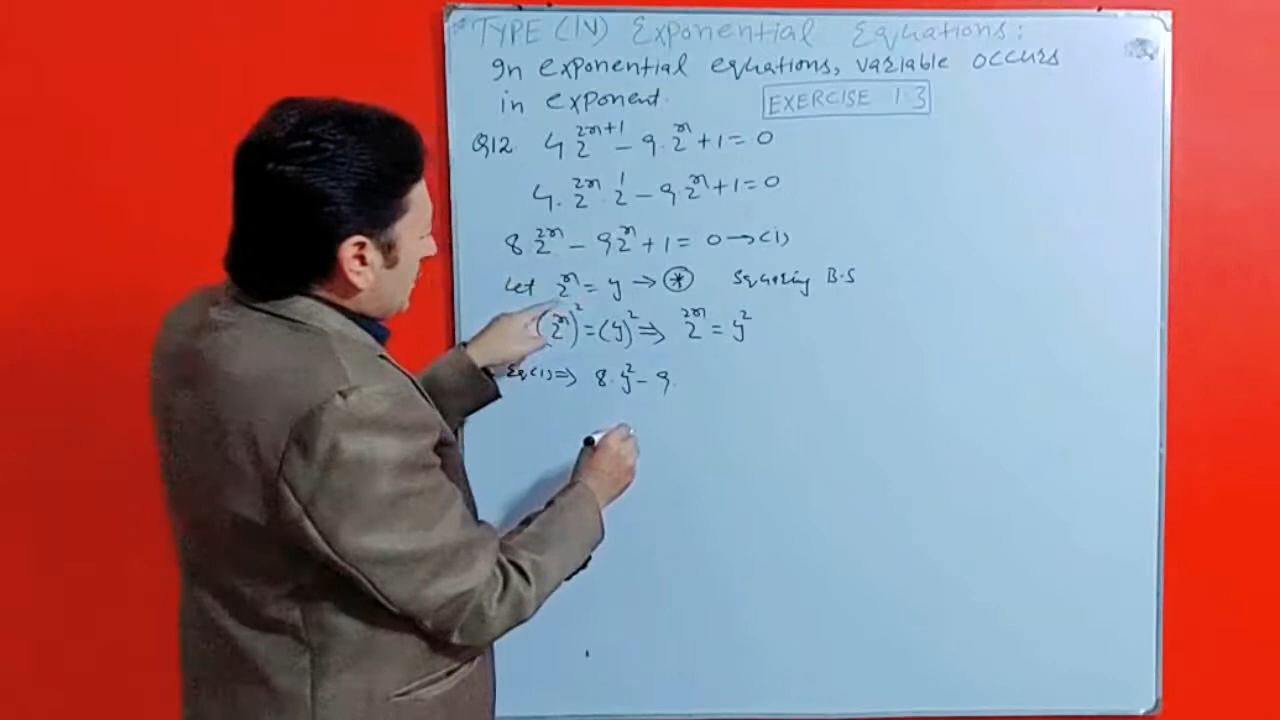 TYPE (IV) Exponential Equations:
In exponential equations, variable occurs
in exponent. EXERCISE 1.3
Q12 4 2^{2x+1} - 9.2^x + 1 = 0
4. 2^{2x} . 2^1 - 9.2^x + 1 = 0
8 2^{2x} - 9 2^x + 1 = 0 → (i)
Let 2^x = y → ⊛ Squaring B.S
(2^x)^2 = (y)^2 ⇒ 2^{2x} = y^2
Eq(i) ⇒ 8.y^2 - 9.